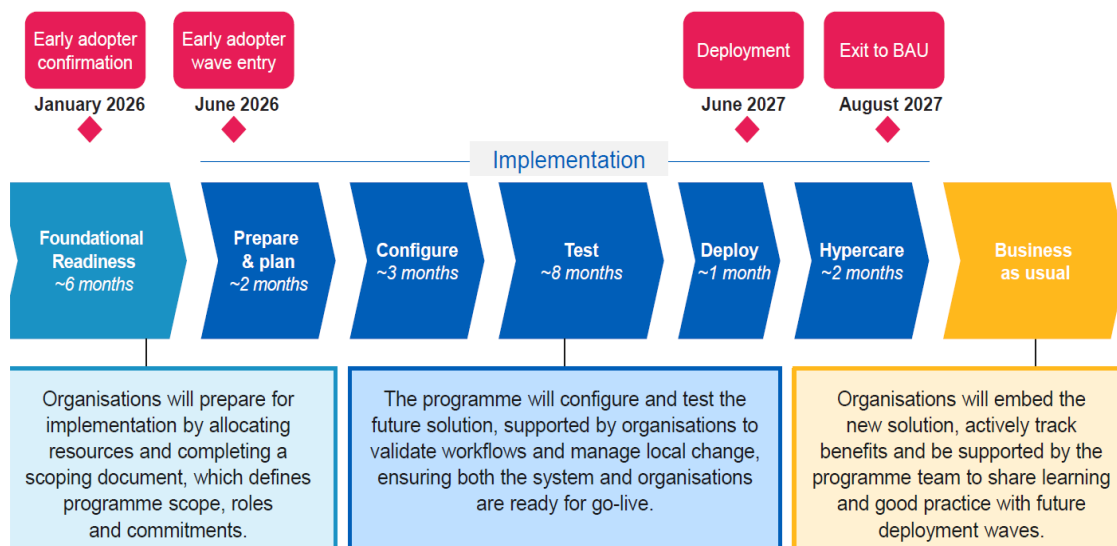 Early adopter
confirmation
January 2026
Early adopter
wave entry
June 2026
Deployment
June 2027
Exit to BAU
August 2027
Implementation
Foundational
Readiness
~6 months
Prepare
& plan
~2 months
Configure
~3 months
Test
~8 months
Deploy
~1 month
Hypercare
~2 months
Business
as usual
Organisations will prepare for
implementation by allocating
resources and completing a
scoping document, which defines
programme scope, roles
and commitments.
The programme will configure and test the
future solution, supported by organisations to
validate workflows and manage local change,
ensuring both the system and organisations
are ready for go-live.
Organisations will embed the
new solution, actively track
benefits and be supported by the
programme team to share learning
and good practice with future
deployment waves.